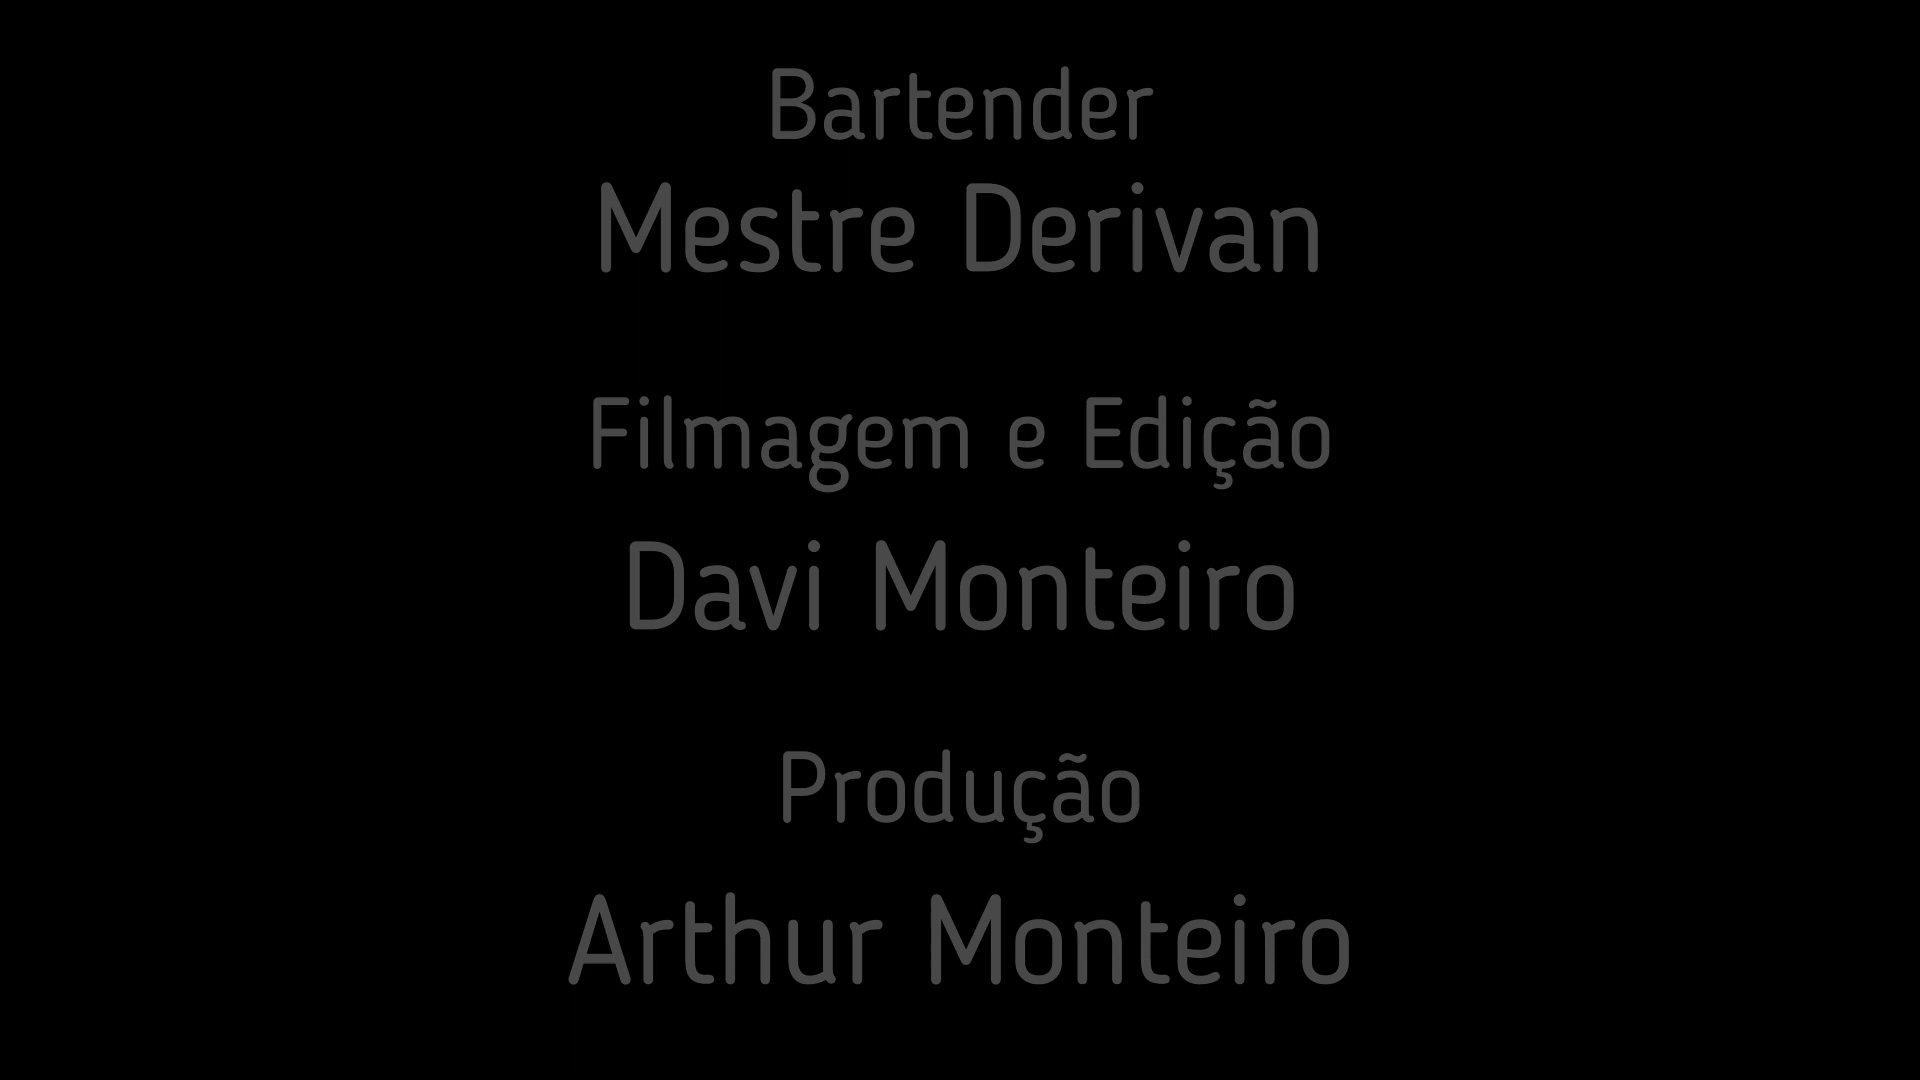 Bartender
Mestre Derivan
Filmagem e Edição
Davi Monteiro
Produção
Arthur Monteiro